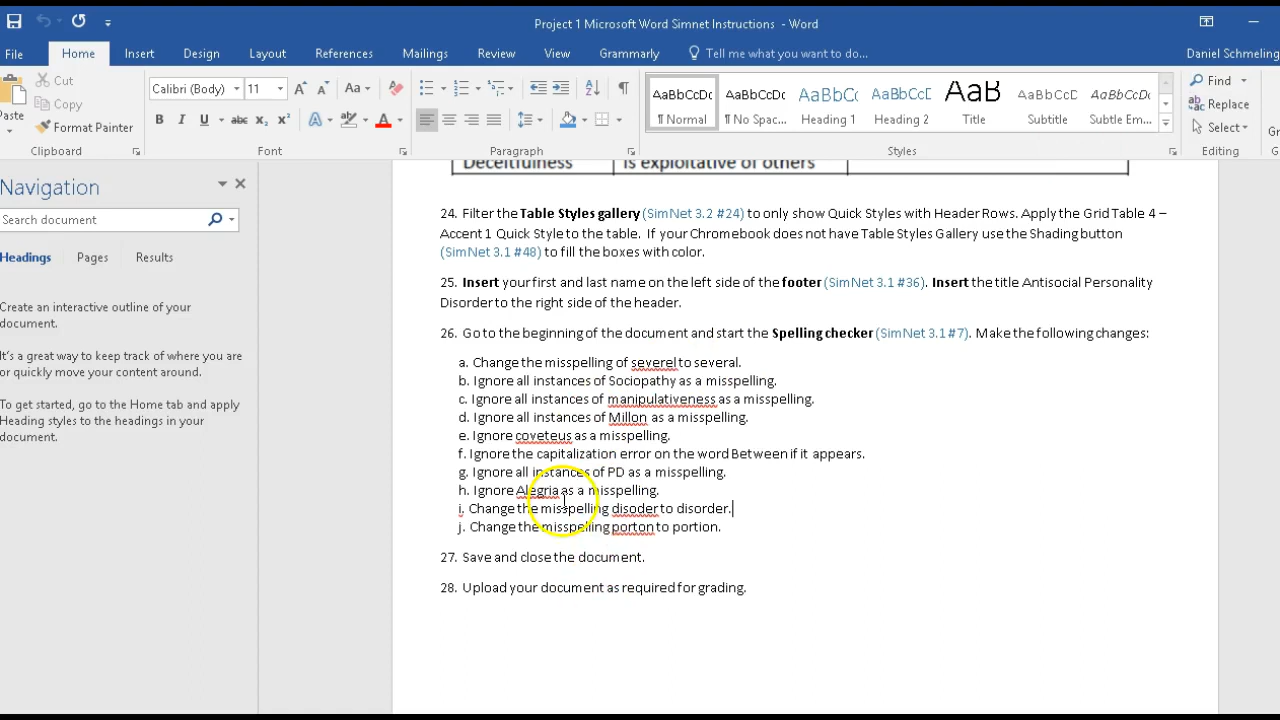 Project 1 Microsoft Word Simnet Instructions - Word
File Home Insert Design Layout References Mailings Review View Grammarly Tell me what you want to do... Daniel Schmeling
Cut
Copy
Format Painter
Clipboard
Calibri (Body) 11
B I U abc X₂ X²
Font
Paragraph
AaBbCcDc AaBbCcDc AaBbCc AaBbCcD AaB AaBbCcD AaBbCcD
¶ Normal ¶ No Spac... Heading 1 Heading 2 Title Subtitle Subtle Em...
Styles
Find
Replace
Select
Editing
Navigation
Search document
Headings Pages Results
Create an interactive outline of your
document.
It's a great way to keep track of where you are
or quickly move your content around.
To get started, go to the Home tab and apply
Heading styles to the headings in your
document.
Deceitfulness Is exploitative of others
24. Filter the Table Styles gallery (SimNet 3.2 #24) to only show Quick Styles with Header Rows. Apply the Grid Table 4 –
Accent 1 Quick Style to the table. If your Chromebook does not have Table Styles Gallery use the Shading button
(SimNet 3.1 #48) to fill the boxes with color.
25. Insert your first and last name on the left side of the footer (SimNet 3.1 #36). Insert the title Antisocial Personality
Disorder to the right side of the header.
26. Go to the beginning of the document and start the Spelling checker (SimNet 3.1 #7). Make the following changes:
a. Change the misspelling of severel to several.
b. Ignore all instances of Sociopathy as a misspelling.
c. Ignore all instances of manipulativeness as a misspelling.
d. Ignore all instances of Millon as a misspelling.
e. Ignore coveteus as a misspelling.
f. Ignore the capitalization error on the word Between if it appears.
g. Ignore all instances of PD as a misspelling.
h. Ignore Alegria as a misspelling.
i. Change the misspelling disoder to disorder.
j. Change the misspelling porton to portion.
27. Save and close the document.
28. Upload your document as required for grading.